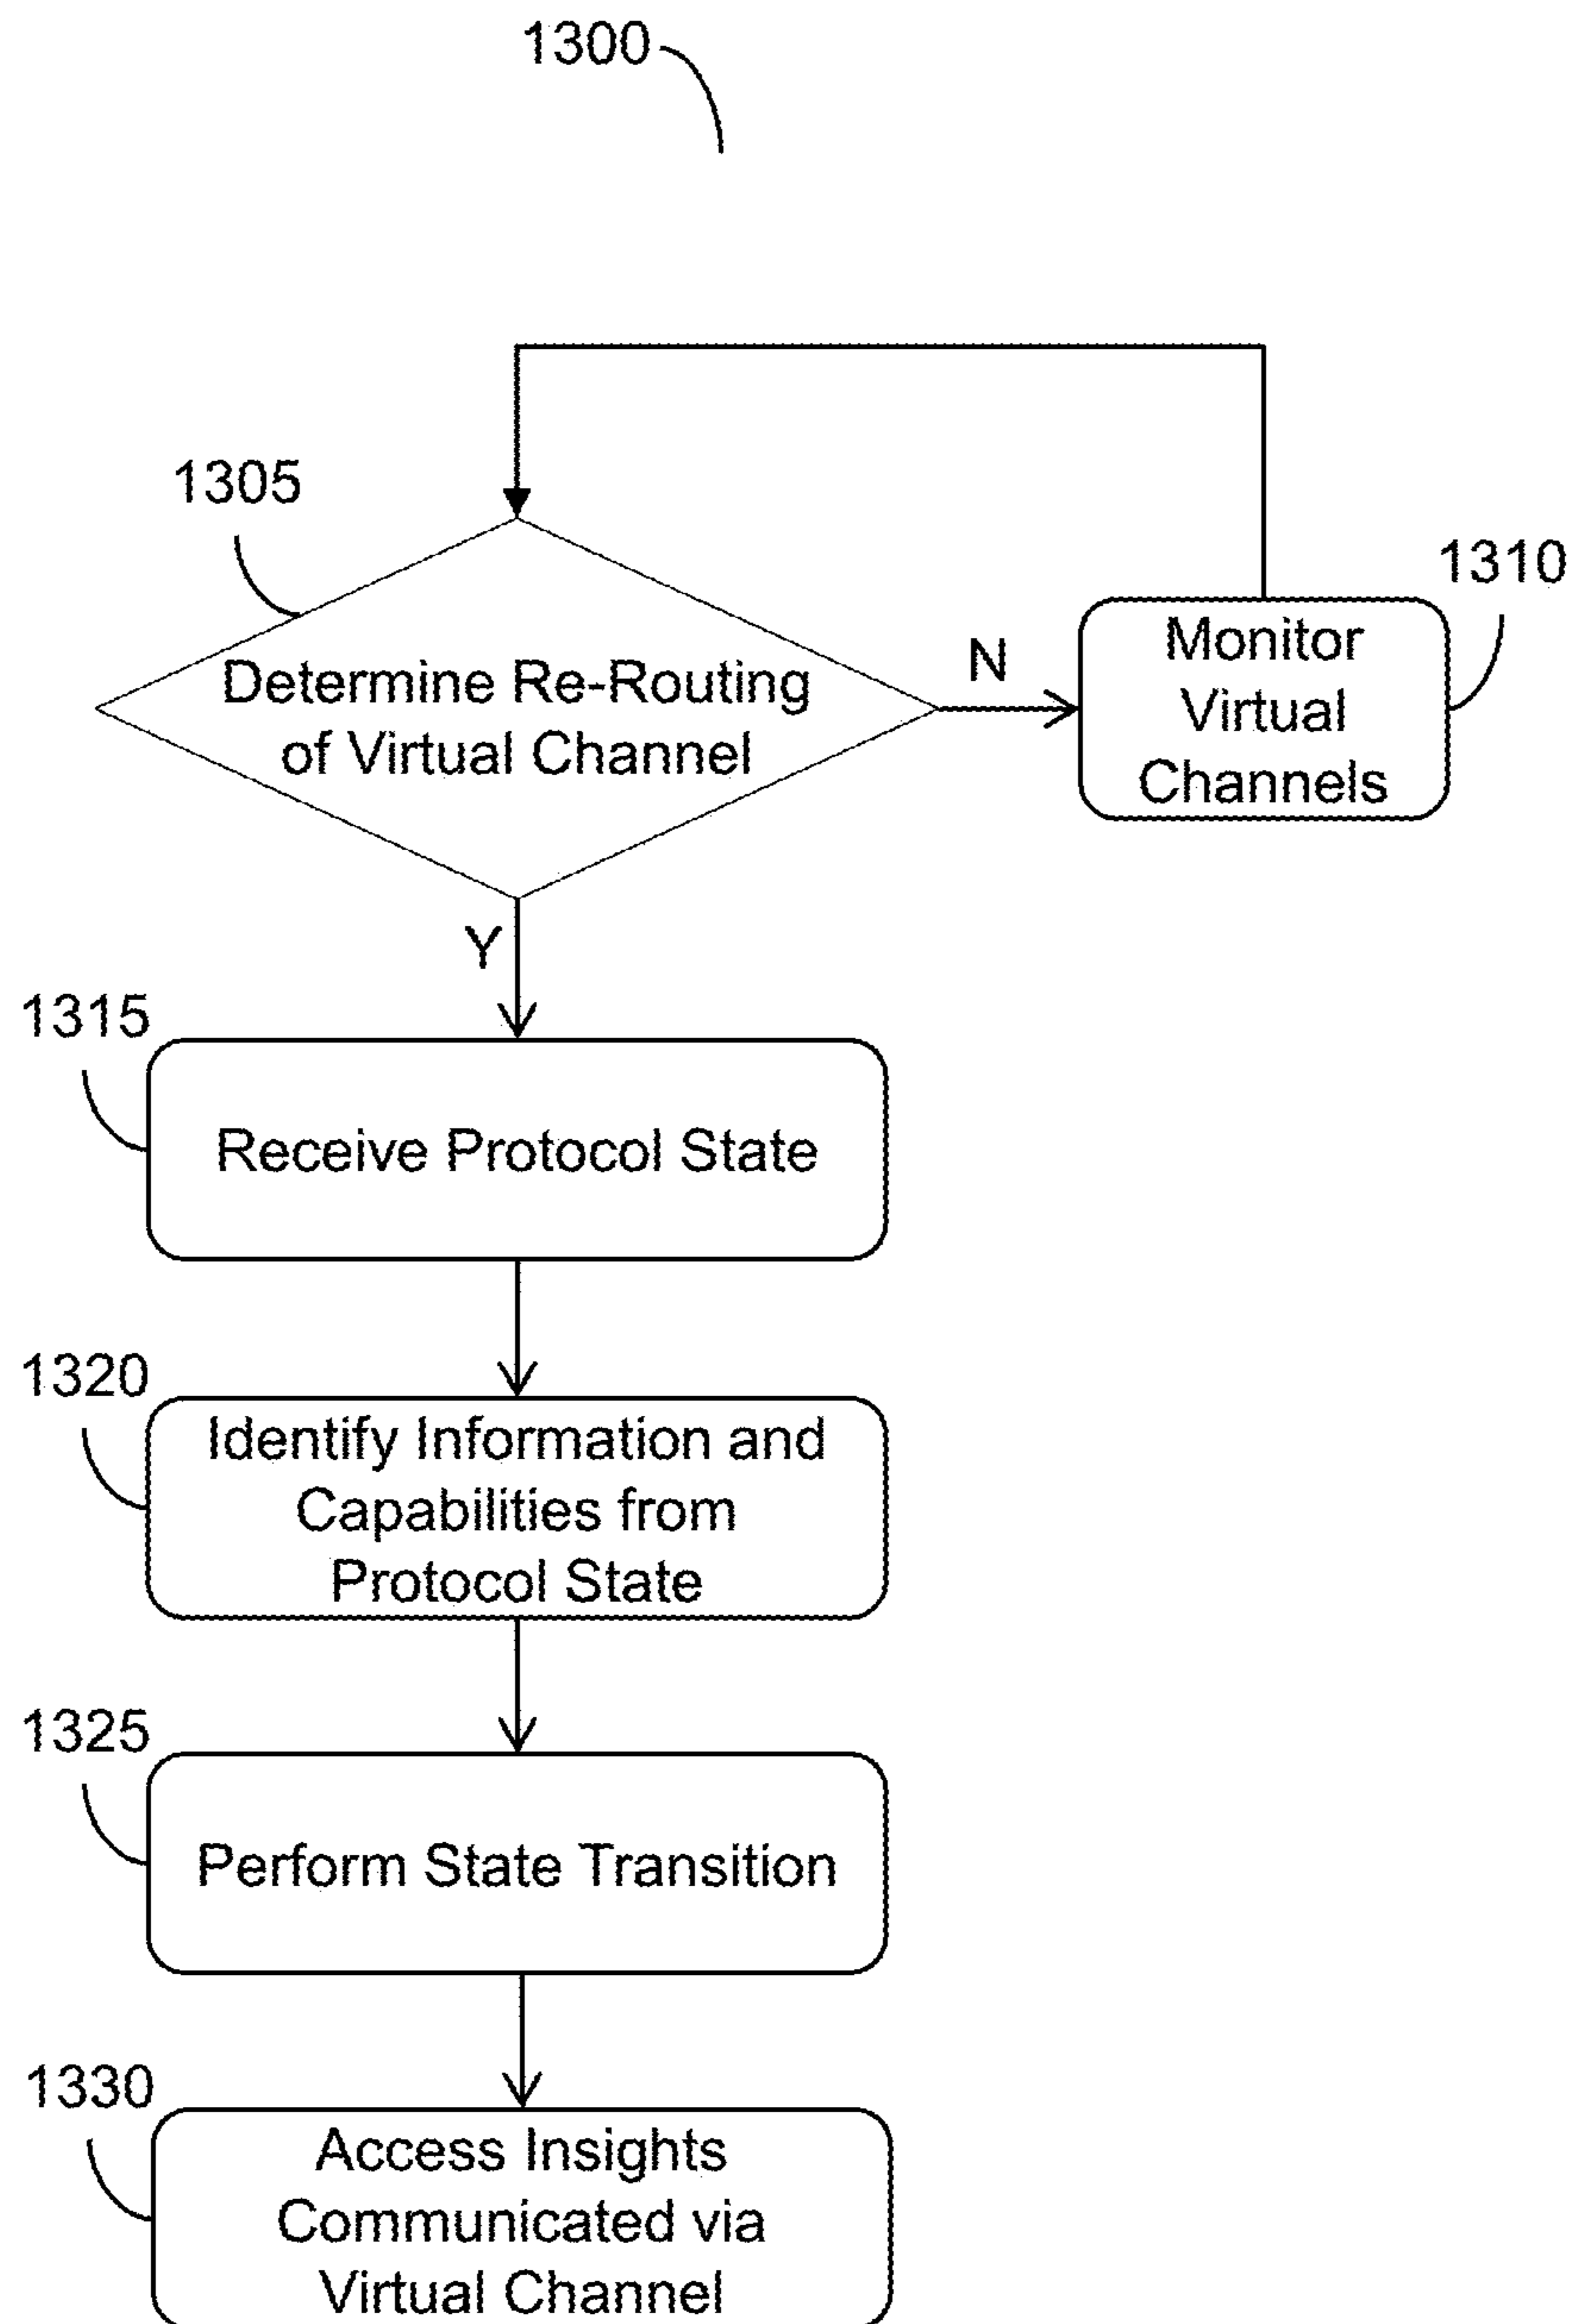 1300
1305
Determine Re-Routing
of Virtual Channel
N
1310
Monitor
Virtual
Channels
Y
1315
Receive Protocol State
1320
Identify Information and
Capabilities from
Protocol State
1325
Perform State Transition
1330
Access Insights
Communicated via
Virtual Channel